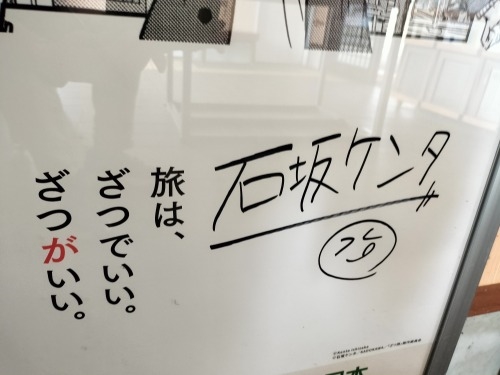 旅は、
ざつでいい。
ざつがいい。
石坂ケンタ